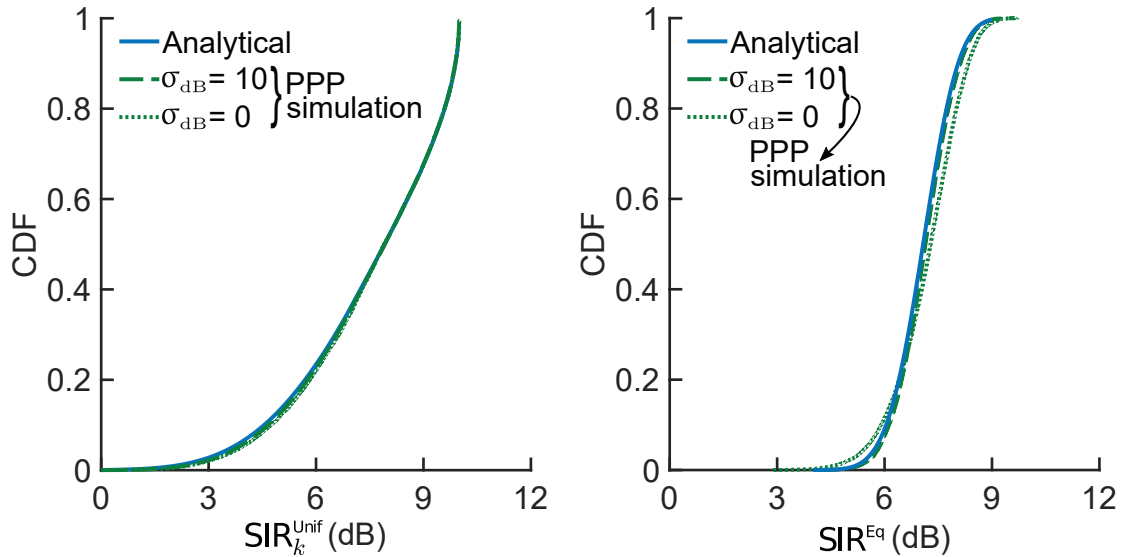 Analytical
σdB = 10
σdB = 0
PPP
simulation
CDF
1
0.8
0.6
0.4
0.2
0
0
3
6
9
12
SIR_k^Unif (dB)
Analytical
σdB = 10
σdB = 0
PPP
simulation
CDF
1
0.8
0.6
0.4
0.2
0
0
3
6
9
12
SIR^Eq (dB)